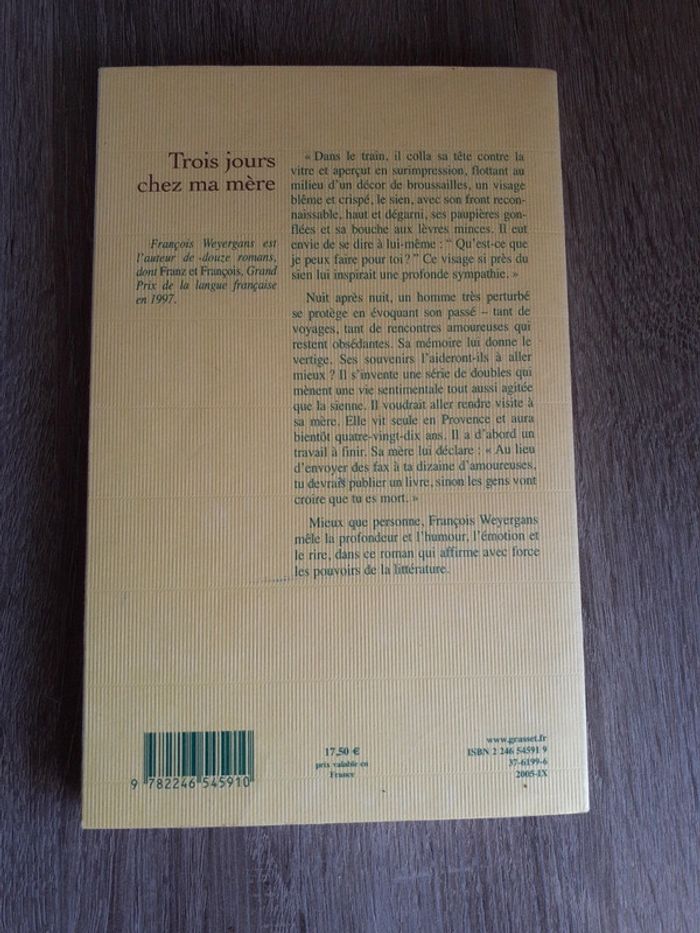 Trois jours
chez ma mère
François Weyergans est
l'auteur de douze romans,
dont Franz et François, Grand
Prix de la langue française
en 1997.
« Dans le train, il colla sa tête contre la
vitre et aperçut en surimpression, flottant au
milieu d'un décor de broussailles, un visage
blême et crispé, le sien, avec son front recon-
naissable, haut et dégarni, ses paupières gon-
flées et sa bouche aux lèvres minces. Il eut
envie de se dire à lui-même : “ Qu'est-ce que
je peux faire pour toi ? ” Ce visage si près du
sien lui inspirait une profonde sympathie. »
Nuit après nuit, un homme très perturbé
se protège en évoquant son passé – tant de
voyages, tant de rencontres amoureuses qui
restent obsédantes. Sa mémoire lui donne le
vertige. Ses souvenirs l'aideront-ils à aller
mieux ? Il s'invente une série de doubles qui
mènent une vie sentimentale tout aussi agitée
que la sienne. Il voudrait aller rendre visite à
sa mère. Elle vit seule en Provence et aura
bientôt quatre-vingt-dix ans. Il a d'abord un
travail à finir. Sa mère lui déclare : « Au lieu
d'envoyer des fax à ta dizaine d'amoureuses,
tu devrais publier un livre, sinon les gens vont
croire que tu es mort. »
Mieux que personne, François Weyergans
mêle la profondeur et l'humour, l'émotion et
le rire, dans ce roman qui affirme avec force
les pouvoirs de la littérature.
9 782246 545910
17,50 €
prix valable en
France
www.grasset.fr
ISBN 2 246 54591 9
37-6199-6
2005-IX